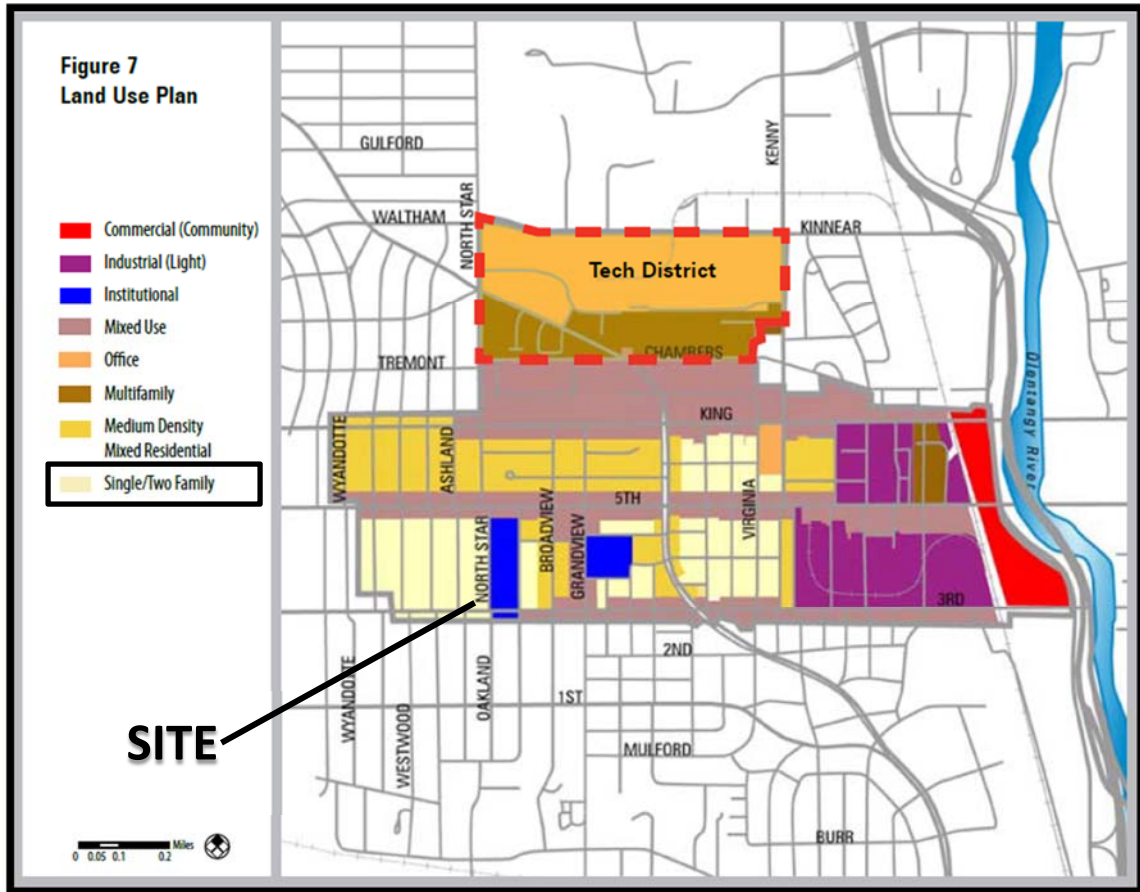 Figure 7
Land Use Plan
Commercial (Community)
Industrial (Light)
Institutional
Mixed Use
Office
Multifamily
Medium Density
Mixed Residential
Single/Two Family
GULFORD
WALTHAM
NORTH STAR
KENNY
KINNEAR
Tech District
CHAMBERS
TREMONT
KING
WYANDOTTE
ASHLAND
5TH
BROADVIEW
GRANDVIEW
VIRGINIA
NORTH STAR
3RD
Olentangy River
2ND
WYANDOTTE
WESTWOOD
OAKLAND
1ST
MULFORD
BURR
SITE
0 0.05 0.1 0.2 Miles